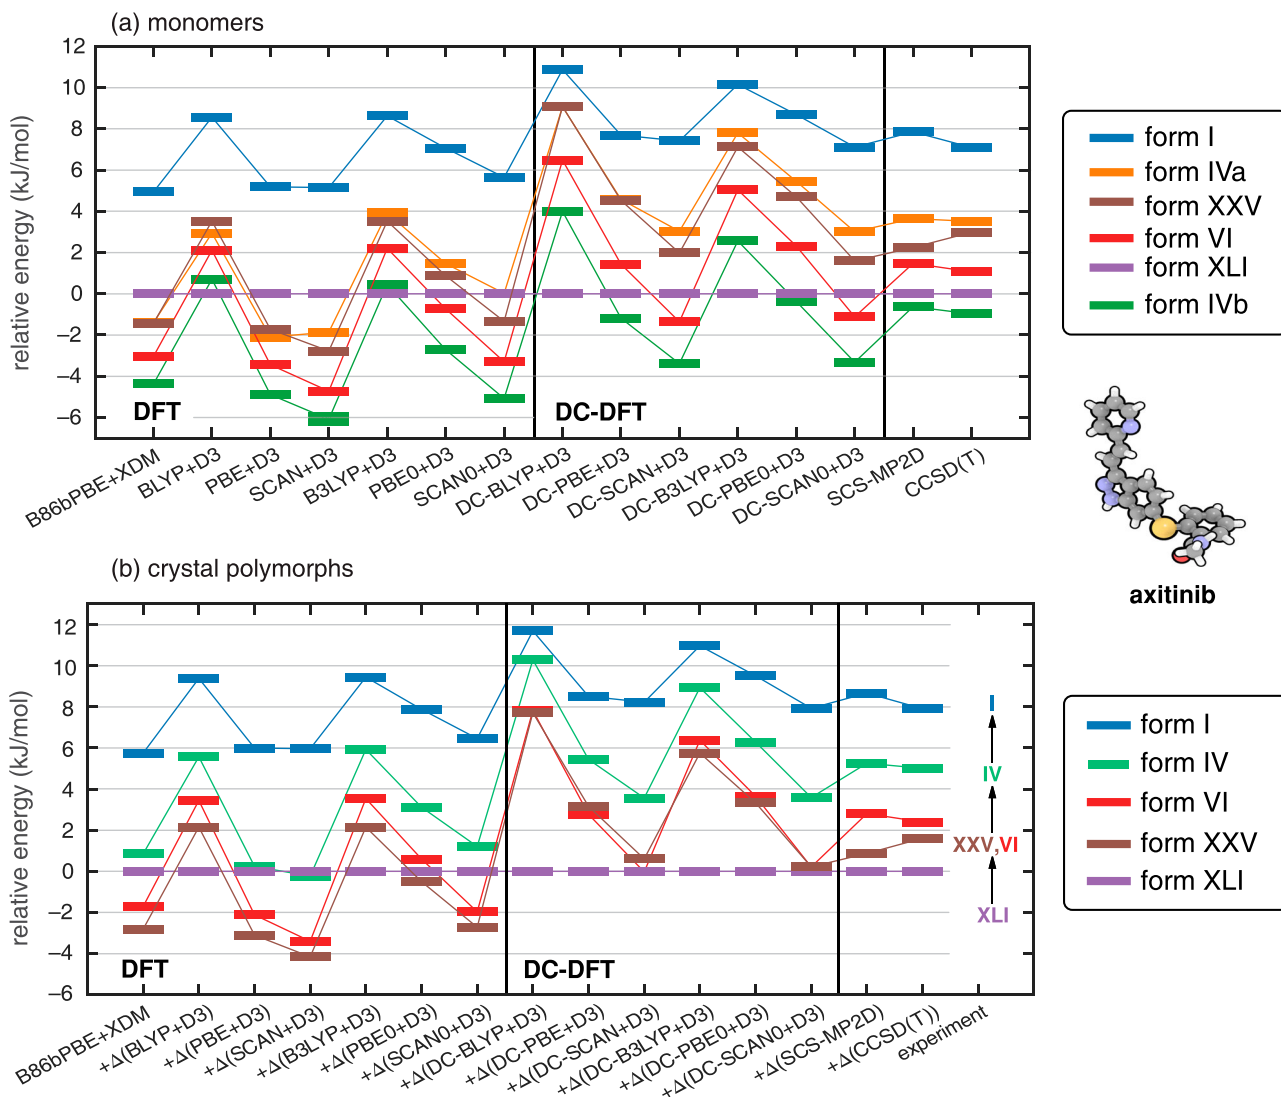 (a) monomers
relative energy (kJ/mol)
12
10
8
6
4
2
0
−2
−4
−6
DFT
DC-DFT
B86bPBE+XDM
BLYP+D3
PBE+D3
SCAN+D3
B3LYP+D3
PBE0+D3
SCAN0+D3
DC-BLYP+D3
DC-PBE+D3
DC-SCAN+D3
DC-B3LYP+D3
DC-PBE0+D3
DC-SCAN0+D3
SCS-MP2D
CCSD(T)
form I
form IVa
form XXV
form VI
form XLI
form IVb
axitinib
(b) crystal polymorphs
relative energy (kJ/mol)
12
10
8
6
4
2
0
−2
−4
−6
DFT
DC-DFT
I
IV
XXV,VI
XLI
B86bPBE+XDM
+Δ(BLYP+D3)
+Δ(PBE+D3)
+Δ(SCAN+D3)
+Δ(B3LYP+D3)
+Δ(PBE0+D3)
+Δ(SCAN0+D3)
+Δ(DC-BLYP+D3)
+Δ(DC-PBE+D3)
+Δ(DC-SCAN+D3)
+Δ(DC-B3LYP+D3)
+Δ(DC-PBE0+D3)
+Δ(DC-SCAN0+D3)
+Δ(SCS-MP2D)
+Δ(CCSD(T))
experiment
form I
form IV
form VI
form XXV
form XLI